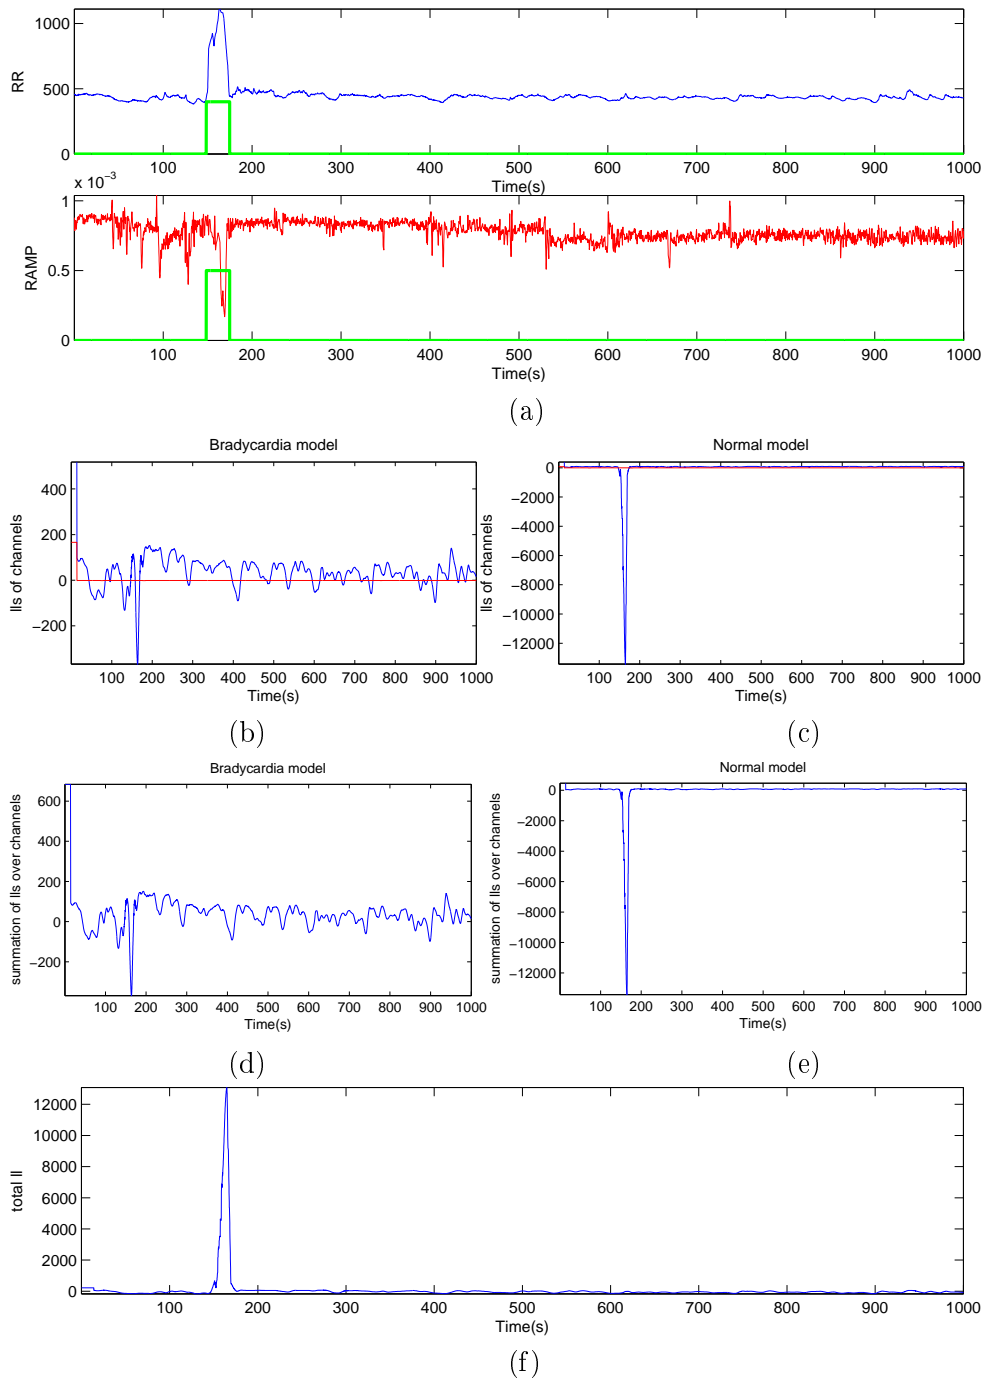 1000
500
0
RR
100 200 300 400 500 600 700 800 900 1000
Time(s)
x 10⁻³
1
0.5
0
RAMP
100 200 300 400 500 600 700 800 900 1000
Time(s)
(a)
Bradycardia model
400
200
0
−200
lls of channels
100 200 300 400 500 600 700 800 900 1000
Time(s)
(b)
Normal model
0
−2000
−4000
−6000
−8000
−10000
−12000
lls of channels
100 200 300 400 500 600 700 800 900 1000
Time(s)
(c)
Bradycardia model
600
400
200
0
−200
summation of lls over channels
100 200 300 400 500 600 700 800 900 1000
Time(s)
(d)
Normal model
0
−2000
−4000
−6000
−8000
−10000
−12000
summation of lls over channels
100 200 300 400 500 600 700 800 900 1000
Time(s)
(e)
12000
10000
8000
6000
4000
2000
0
total ll
100 200 300 400 500 600 700 800 900 1000
Time(s)
(f)